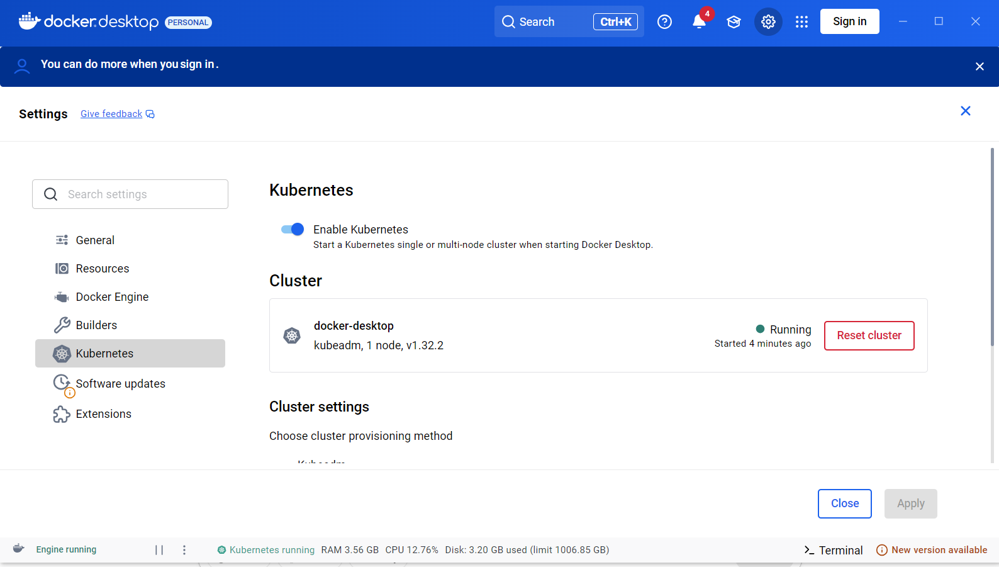 docker.desktop PERSONAL
Search Ctrl+K
4
Sign in
You can do more when you sign in.
Settings Give feedback
Search settings
General
Resources
Docker Engine
Builders
Kubernetes
Software updates
Extensions
Kubernetes
Enable Kubernetes
Start a Kubernetes single or multi-node cluster when starting Docker Desktop.
Cluster
docker-desktop
kubeadm, 1 node, v1.32.2
Running
Started 4 minutes ago
Reset cluster
Cluster settings
Choose cluster provisioning method
Kubeadm
Close
Apply
Engine running
Kubernetes running RAM 3.56 GB CPU 12.76% Disk: 3.20 GB used (limit 1006.85 GB)
Terminal
New version available